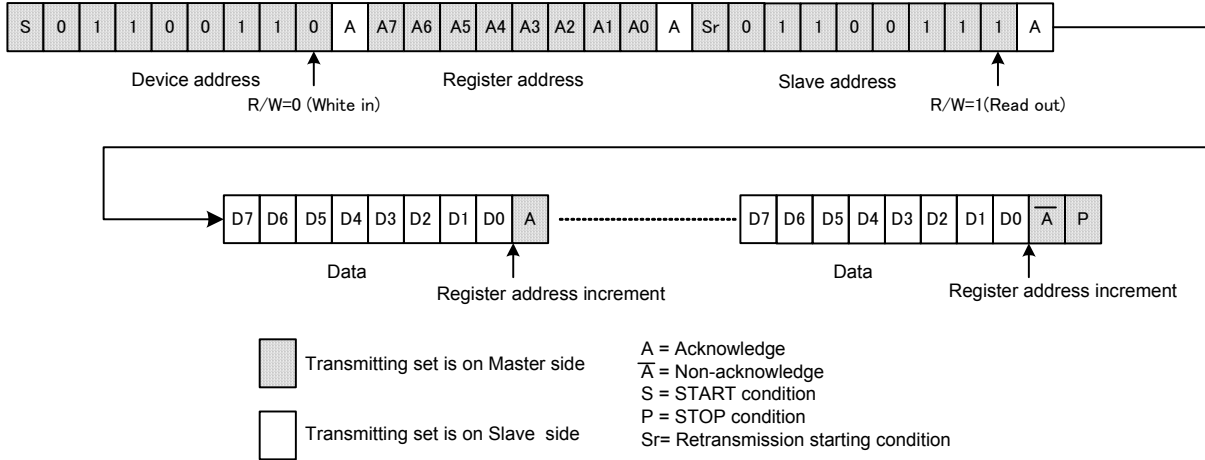 S 0 1 1 0 0 1 1 0 A A7 A6 A5 A4 A3 A2 A1 A0 A Sr 0 1 1 0 0 1 1 1 A
Device address Register address Slave address
R/W=0 (White in) R/W=1(Read out)
D7 D6 D5 D4 D3 D2 D1 D0 A D7 D6 D5 D4 D3 D2 D1 D0 A̅ P
Data Data
Register address increment Register address increment
Transmitting set is on Master side
Transmitting set is on Slave side
A = Acknowledge
A̅ = Non-acknowledge
S = START condition
P = STOP condition
Sr= Retransmission starting condition